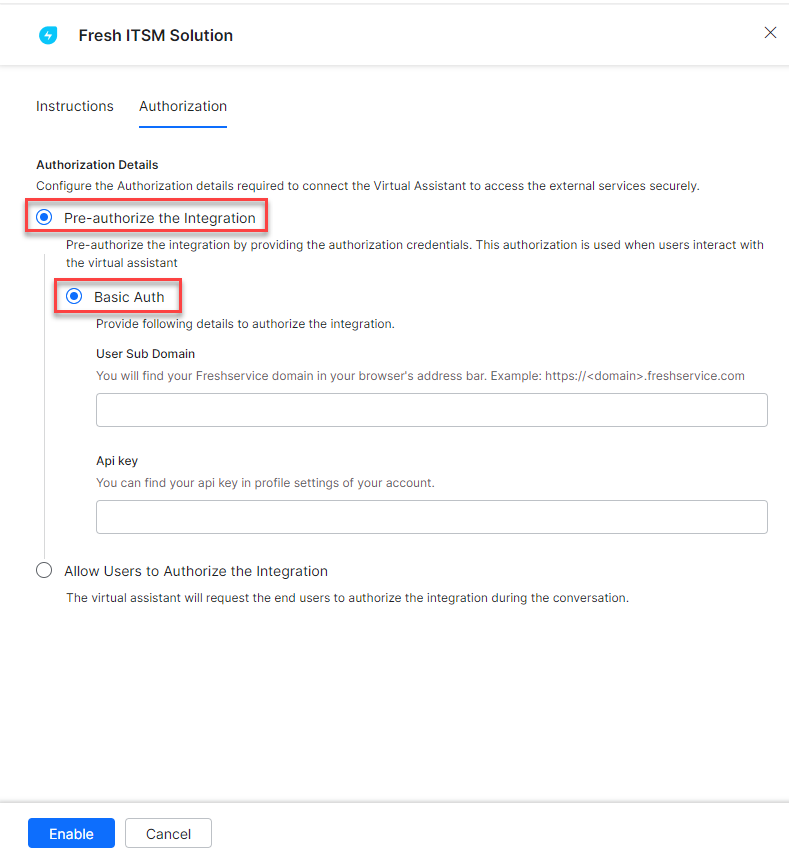 Fresh ITSM Solution
Instructions
Authorization
Authorization Details
Configure the Authorization details required to connect the Virtual Assistant to access the external services securely.
Pre-authorize the Integration
Pre-authorize the integration by providing the authorization credentials. This authorization is used when users interact with
the virtual assistant
Basic Auth
Provide following details to authorize the integration.
User Sub Domain
You will find your Freshservice domain in your browser's address bar. Example: https://<domain>.freshservice.com
Api key
You can find your api key in profile settings of your account.
Allow Users to Authorize the Integration
The virtual assistant will request the end users to authorize the integration during the conversation.
Enable
Cancel